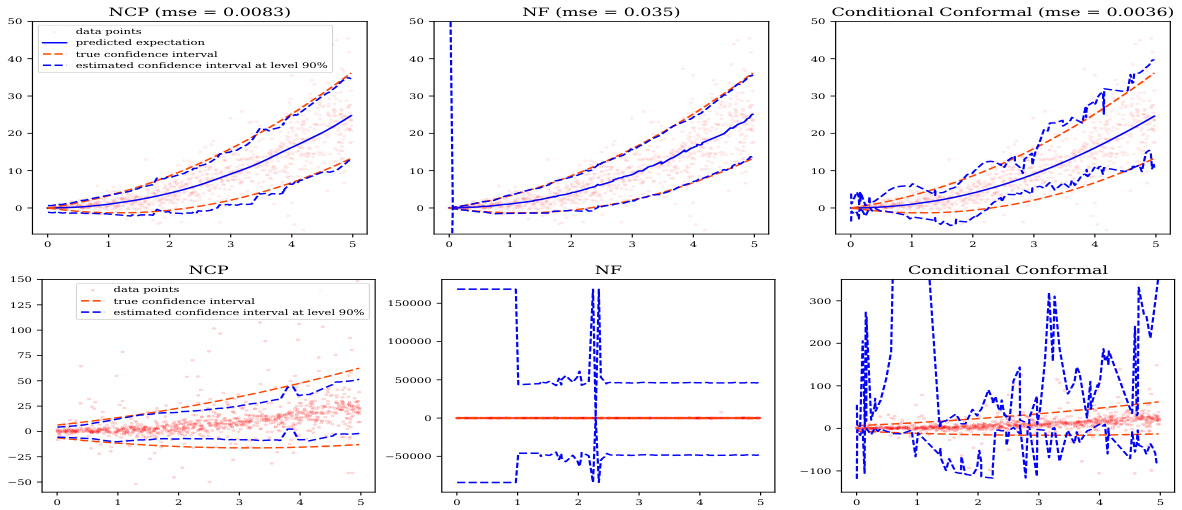 NCP (mse = 0.0083)
NF (mse = 0.035)
Conditional Conformal (mse = 0.0036)
data points
predicted expectation
true confidence interval
estimated confidence interval at level 90%
50
40
30
20
10
0
0 1 2 3 4 5
50
40
30
20
10
0
0 1 2 3 4 5
50
40
30
20
10
0
0 1 2 3 4 5
NCP
NF
Conditional Conformal
data points
true confidence interval
estimated confidence interval at level 90%
150
125
100
75
50
25
0
−25
−50
0 1 2 3 4 5
150000
100000
50000
0
−50000
0 1 2 3 4 5
300
200
100
0
−100
0 1 2 3 4 5